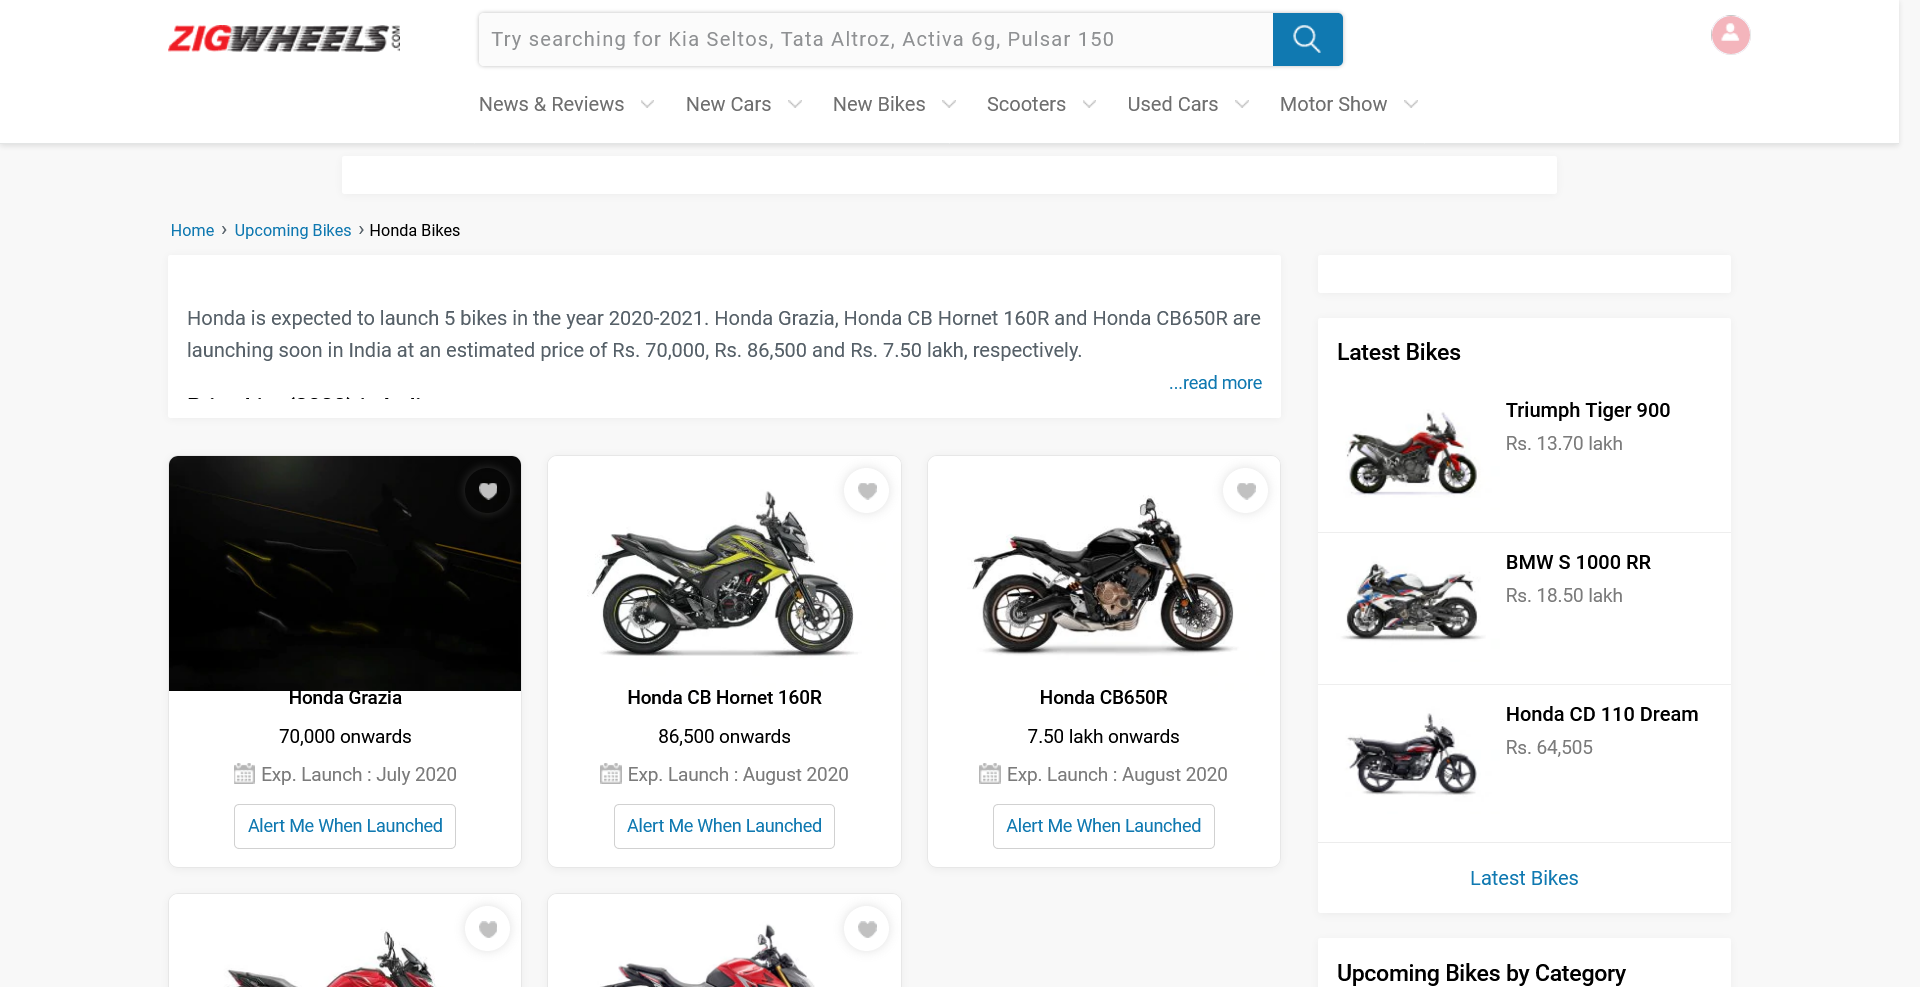 ZIGWHEELS.COM
Try searching for Kia Seltos, Tata Altroz, Activa 6g, Pulsar 150
News & Reviews
New Cars
New Bikes
Scooters
Used Cars
Motor Show
Home › Upcoming Bikes › Honda Bikes
Honda is expected to launch 5 bikes in the year 2020-2021. Honda Grazia, Honda CB Hornet 160R and Honda CB650R are
launching soon in India at an estimated price of Rs. 70,000, Rs. 86,500 and Rs. 7.50 lakh, respectively.
...read more
Honda Grazia
70,000 onwards
Exp. Launch : July 2020
Alert Me When Launched
Honda CB Hornet 160R
86,500 onwards
Exp. Launch : August 2020
Alert Me When Launched
Honda CB650R
7.50 lakh onwards
Exp. Launch : August 2020
Alert Me When Launched
Latest Bikes
Triumph Tiger 900
Rs. 13.70 lakh
BMW S 1000 RR
Rs. 18.50 lakh
Honda CD 110 Dream
Rs. 64,505
Latest Bikes
Upcoming Bikes by Category